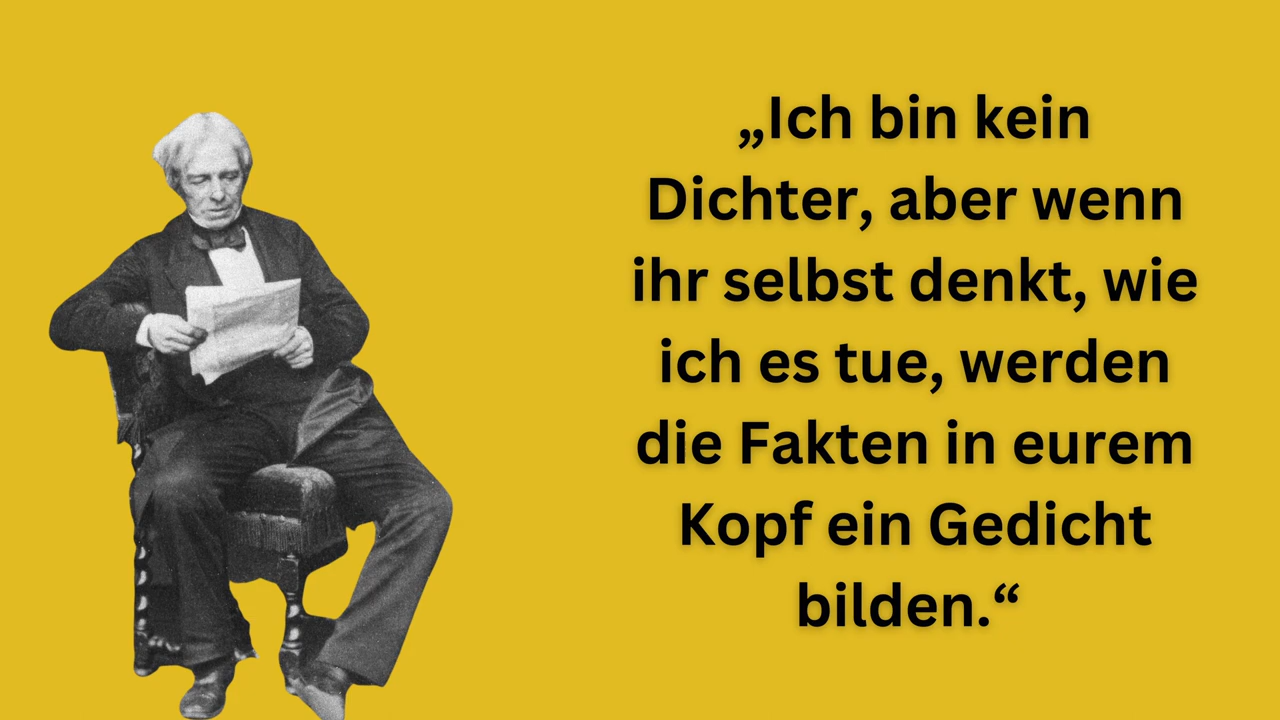 „Ich bin kein
Dichter, aber wenn
ihr selbst denkt, wie
ich es tue, werden
die Fakten in eurem
Kopf ein Gedicht
bilden.“